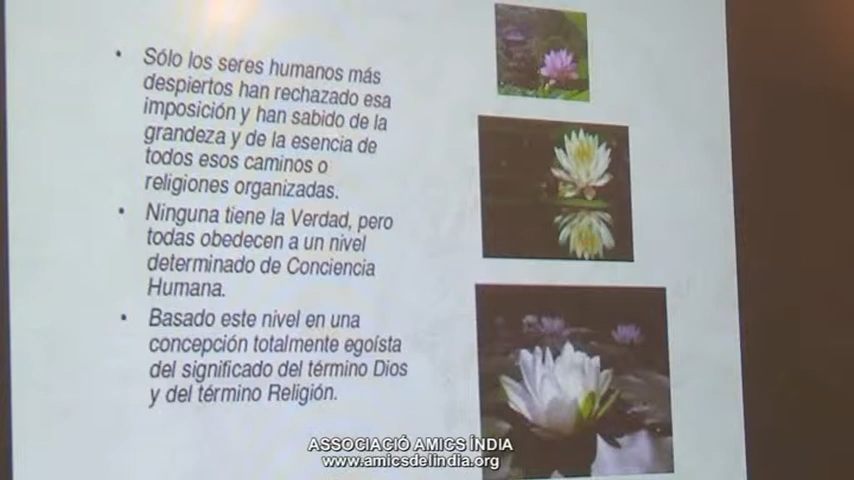 • Sólo los seres humanos más
despiertos han rechazado esa
imposición y han sabido de la
grandeza y de la esencia de
todos esos caminos o
religiones organizadas.
• Ninguna tiene la Verdad, pero
todas obedecen a un nivel
determinado de Conciencia
Humana.
• Basado este nivel en una
concepción totalmente egoísta
del significado del término Dios
y del término Religión.
ASSOCIACIÓ AMICS ÍNDIA
www.amicsdelindia.org